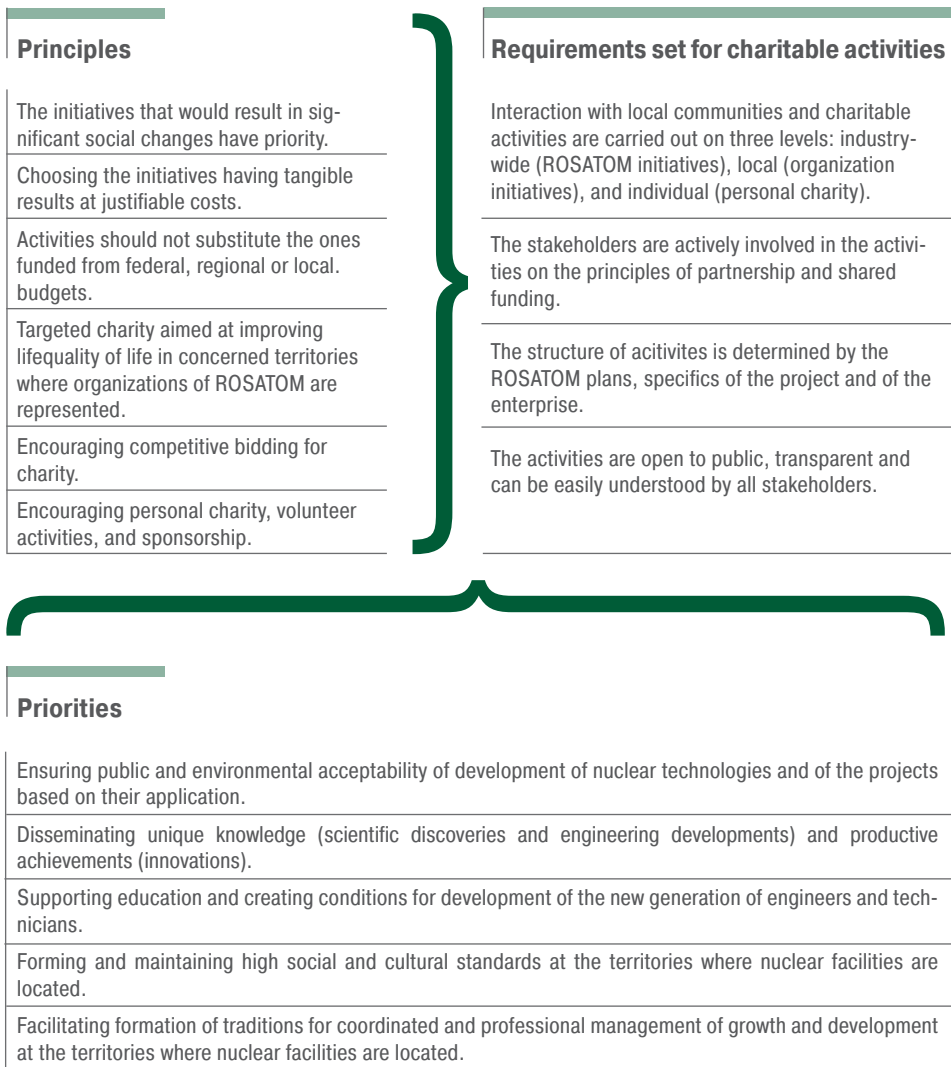 Principles
The initiatives that would result in sig-
nificant social changes have priority.
Choosing the initiatives having tangible
results at justifiable costs.
Activities should not substitute the ones
funded from federal, regional or local.
budgets.
Targeted charity aimed at improving
lifequality of life in concerned territories
where organizations of ROSATOM are
represented.
Encouraging competitive bidding for
charity.
Encouraging personal charity, volunteer
activities, and sponsorship.
Requirements set for charitable activities
Interaction with local communities and charitable
activities are carried out on three levels: industry-
wide (ROSATOM initiatives), local (organization
initiatives), and individual (personal charity).
The stakeholders are actively involved in the activi-
ties on the principles of partnership and shared
funding.
The structure of acitivites is determined by the
ROSATOM plans, specifics of the project and of the
enterprise.
The activities are open to public, transparent and
can be easily understood by all stakeholders.
Priorities
Ensuring public and environmental acceptability of development of nuclear technologies and of the projects
based on their application.
Disseminating unique knowledge (scientific discoveries and engineering developments) and productive
achievements (innovations).
Supporting education and creating conditions for development of the new generation of engineers and tech-
nicians.
Forming and maintaining high social and cultural standards at the territories where nuclear facilities are
located.
Facilitating formation of traditions for coordinated and professional management of growth and development
at the territories where nuclear facilities are located.